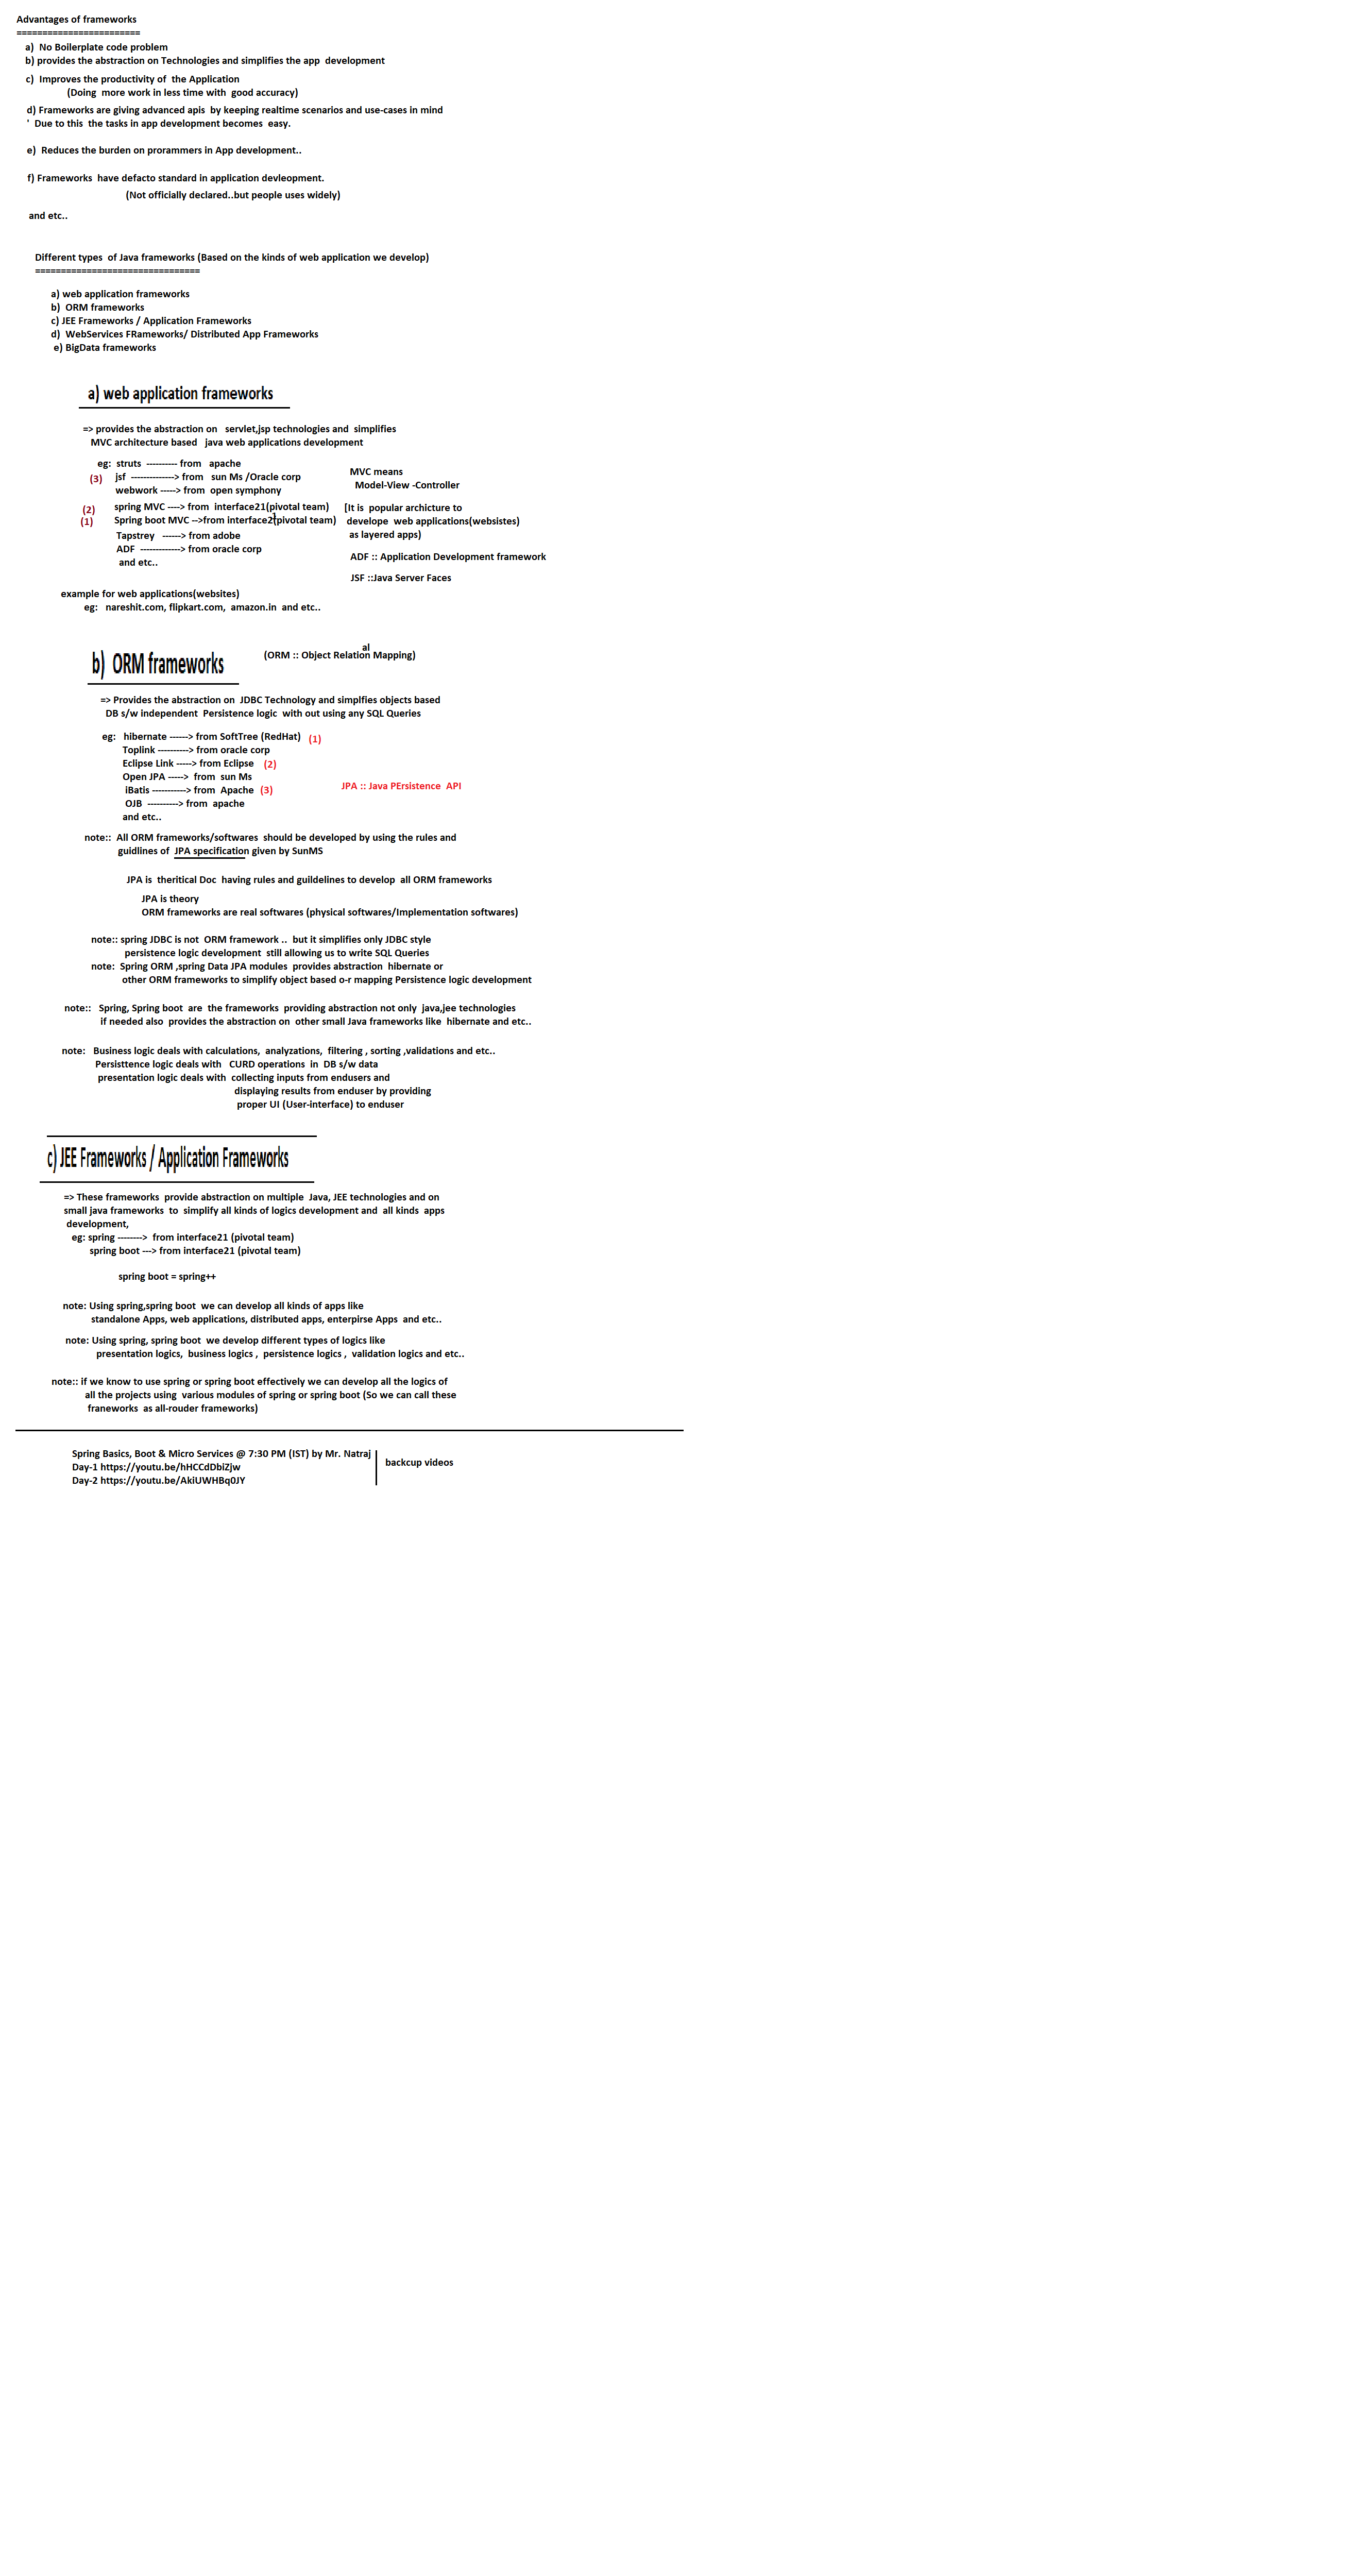 Advantages of frameworks
========================
a) No Boilerplate code problem
b) provides the abstraction on Technologies and simplifies the app development
c) Improves the productivity of the Application
(Doing more work in less time with good accuracy)
d) Frameworks are giving advanced apis by keeping realtime scenarios and use-cases in mind
' Due to this the tasks in app development becomes easy.
e) Reduces the burden on prorammers in App development..
f) Frameworks have defacto standard in application devleopment.
(Not officially declared..but people uses widely)
and etc..
Different types of Java frameworks (Based on the kinds of web application we develop)
================================
a) web application frameworks
b) ORM frameworks
c) JEE Frameworks / Application Frameworks
d) WebServices FRameworks/ Distributed App Frameworks
e) BigData frameworks
a) web application frameworks
=> provides the abstraction on servlet,jsp technologies and simplifies
MVC architecture based java web applications development
eg: struts ---------- from apache
(3) jsf --------------> from sun Ms /Oracle corp
webwork -----> from open symphony
(2) spring MVC ----> from interface21(pivotal team)
(1) Spring boot MVC -->from interface21(pivotal team)
Tapstrey ------> from adobe
ADF -------------> from oracle corp
and etc..
MVC means
Model-View -Controller
[It is popular archicture to
develope web applications(websistes)
as layered apps)
ADF :: Application Development framework
JSF ::Java Server Faces
example for web applications(websites)
eg: nareshit.com, flipkart.com, amazon.in and etc..
b) ORM frameworks
al
(ORM :: Object Relation Mapping)
=> Provides the abstraction on JDBC Technology and simplfies objects based
DB s/w independent Persistence logic with out using any SQL Queries
eg: hibernate ------> from SoftTree (RedHat) (1)
Toplink ----------> from oracle corp
Eclipse Link -----> from Eclipse (2)
Open JPA -----> from sun Ms
iBatis -----------> from Apache (3)
JPA :: Java PErsistence API
OJB ----------> from apache
and etc..
note:: All ORM frameworks/softwares should be developed by using the rules and
guidlines of JPA specification given by SunMS
JPA is theritical Doc having rules and guildelines to develop all ORM frameworks
JPA is theory
ORM frameworks are real softwares (physical softwares/Implementation softwares)
note:: spring JDBC is not ORM framework .. but it simplifies only JDBC style
persistence logic development still allowing us to write SQL Queries
note: Spring ORM ,spring Data JPA modules provides abstraction hibernate or
other ORM frameworks to simplify object based o-r mapping Persistence logic development
note:: Spring, Spring boot are the frameworks providing abstraction not only java,jee technologies
if needed also provides the abstraction on other small Java frameworks like hibernate and etc..
note: Business logic deals with calculations, analyzations, filtering , sorting ,validations and etc..
Persisttence logic deals with CURD operations in DB s/w data
presentation logic deals with collecting inputs from endusers and
displaying results from enduser by providing
proper UI (User-interface) to enduser
c) JEE Frameworks / Application Frameworks
=> These frameworks provide abstraction on multiple Java, JEE technologies and on
small java frameworks to simplify all kinds of logics development and all kinds apps
development,
eg: spring --------> from interface21 (pivotal team)
spring boot ---> from interface21 (pivotal team)
spring boot = spring++
note: Using spring,spring boot we can develop all kinds of apps like
standalone Apps, web applications, distributed apps, enterpirse Apps and etc..
note: Using spring, spring boot we develop different types of logics like
presentation logics, business logics , persistence logics , validation logics and etc..
note:: if we know to use spring or spring boot effectively we can develop all the logics of
all the projects using various modules of spring or spring boot (So we can call these
franeworks as all-rouder frameworks)
Spring Basics, Boot & Micro Services @ 7:30 PM (IST) by Mr. Natraj
Day-1 https://youtu.be/hHCCdDbiZjw
Day-2 https://youtu.be/AkiUWHBq0JY
backcup videos